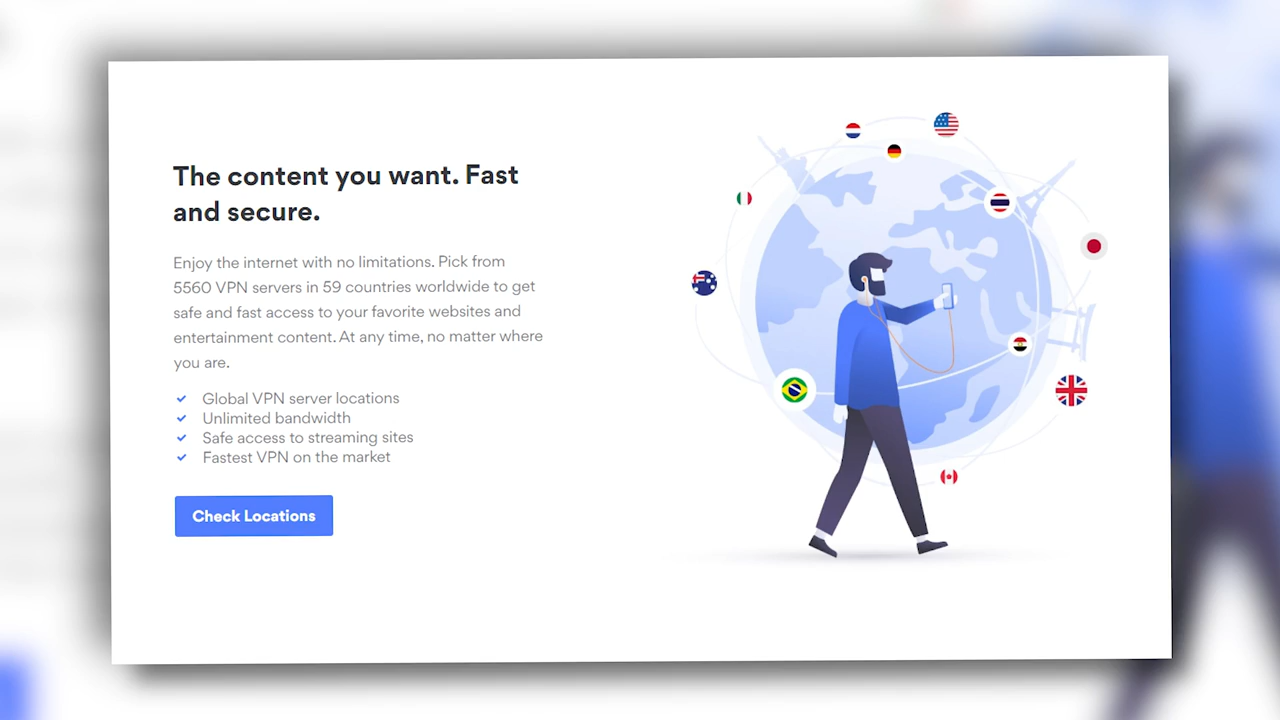 The content you want. Fast
and secure.
Enjoy the internet with no limitations. Pick from
5560 VPN servers in 59 countries worldwide to get
safe and fast access to your favorite websites and
entertainment content. At any time, no matter where
you are.
Global VPN server locations
Unlimited bandwidth
Safe access to streaming sites
Fastest VPN on the market
Check Locations